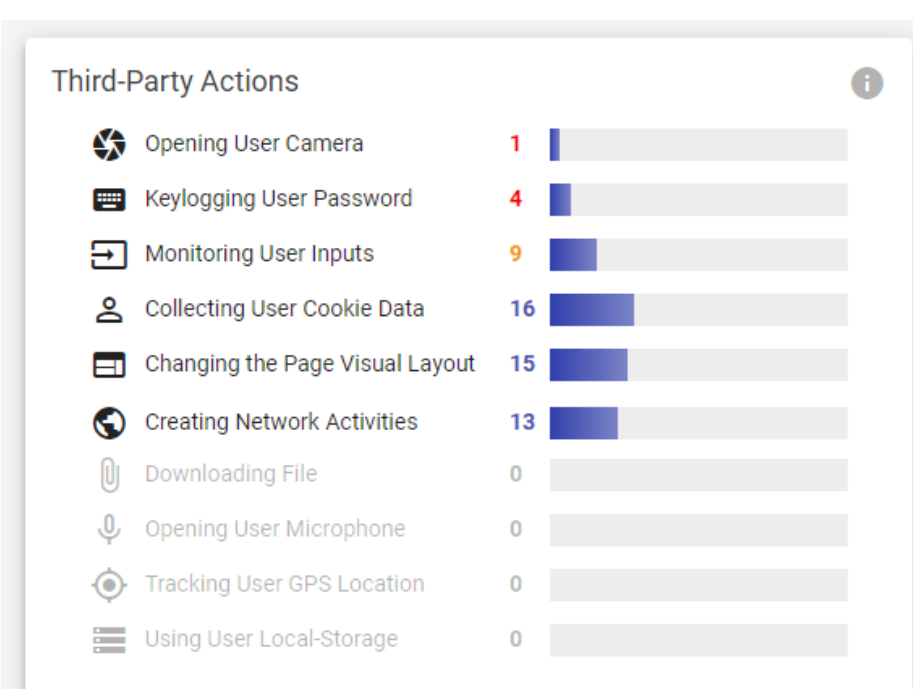 Third-Party Actions
Opening User Camera 1
Keylogging User Password 4
Monitoring User Inputs 9
Collecting User Cookie Data 16
Changing the Page Visual Layout 15
Creating Network Activities 13
Downloading File 0
Opening User Microphone 0
Tracking User GPS Location 0
Using User Local-Storage 0